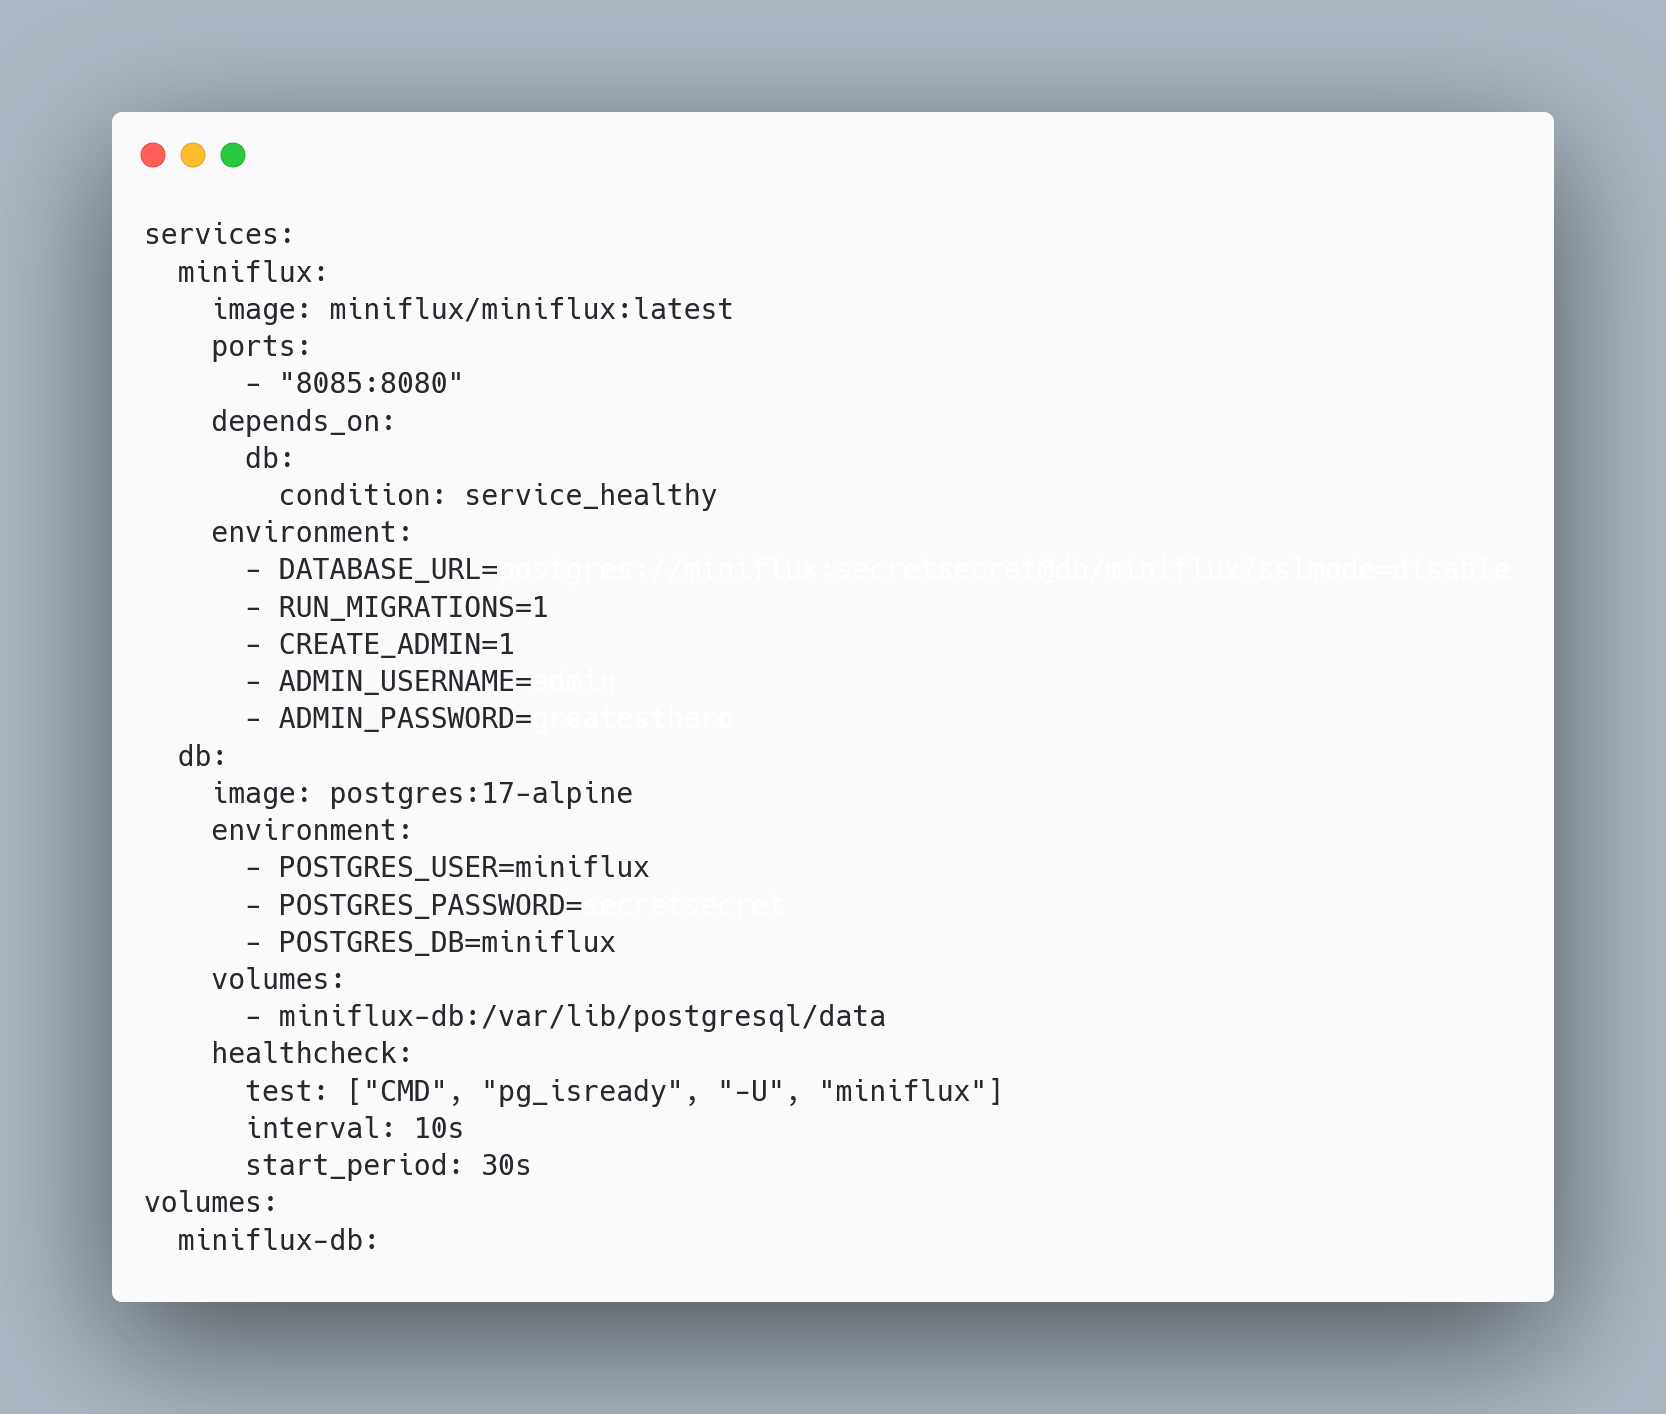 services:
  miniflux:
    image: miniflux/miniflux:latest
    ports:
      - "8085:8080"
    depends_on:
      db:
        condition: service_healthy
    environment:
      - DATABASE_URL=postgres://miniflux:secretsecret@db/miniflux?sslmode=disable
      - RUN_MIGRATIONS=1
      - CREATE_ADMIN=1
      - ADMIN_USERNAME=admin
      - ADMIN_PASSWORD=greatesthero
  db:
    image: postgres:17-alpine
    environment:
      - POSTGRES_USER=miniflux
      - POSTGRES_PASSWORD=secretsecret
      - POSTGRES_DB=miniflux
    volumes:
      - miniflux-db:/var/lib/postgresql/data
    healthcheck:
      test: ["CMD", "pg_isready", "-U", "miniflux"]
      interval: 10s
      start_period: 30s
volumes:
  miniflux-db: